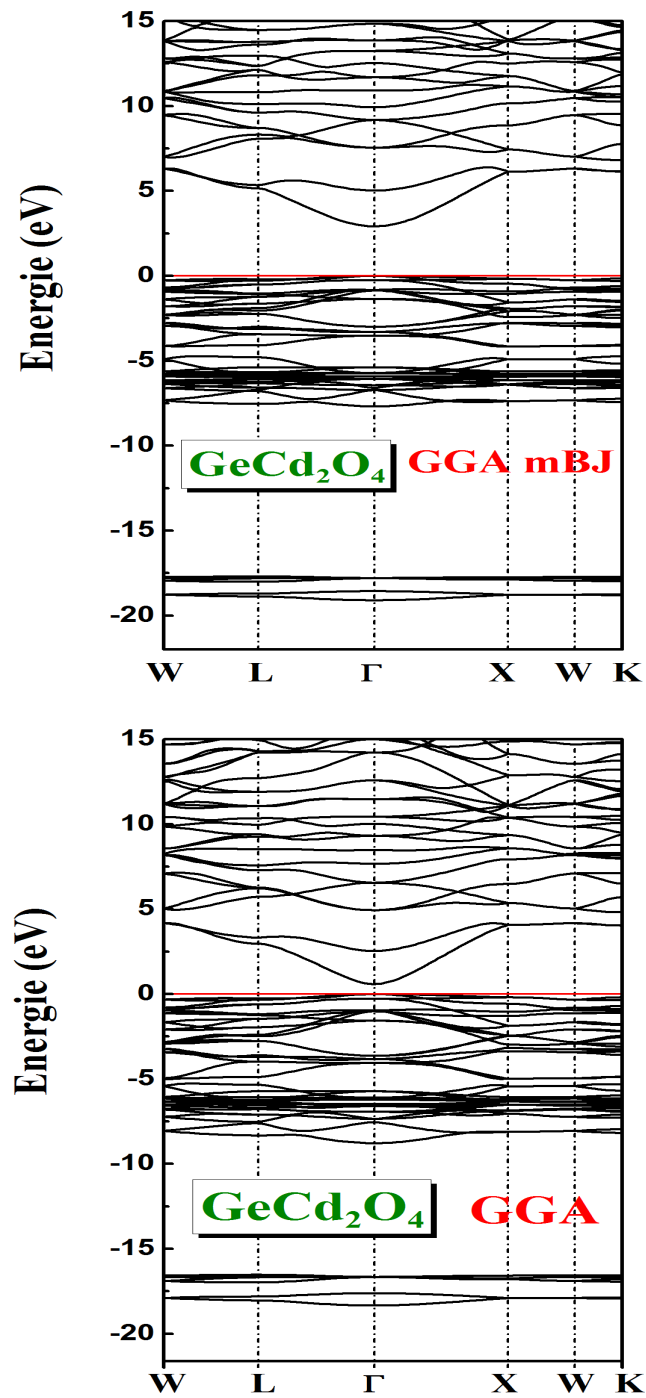 15
10
5
0
-5
-10
-15
-20
Energie (eV)
GeCd₂O₄ GGA mBJ
W L Γ X W K
15
10
5
0
-5
-10
-15
-20
Energie (eV)
GeCd₂O₄ GGA
W L Γ X W K